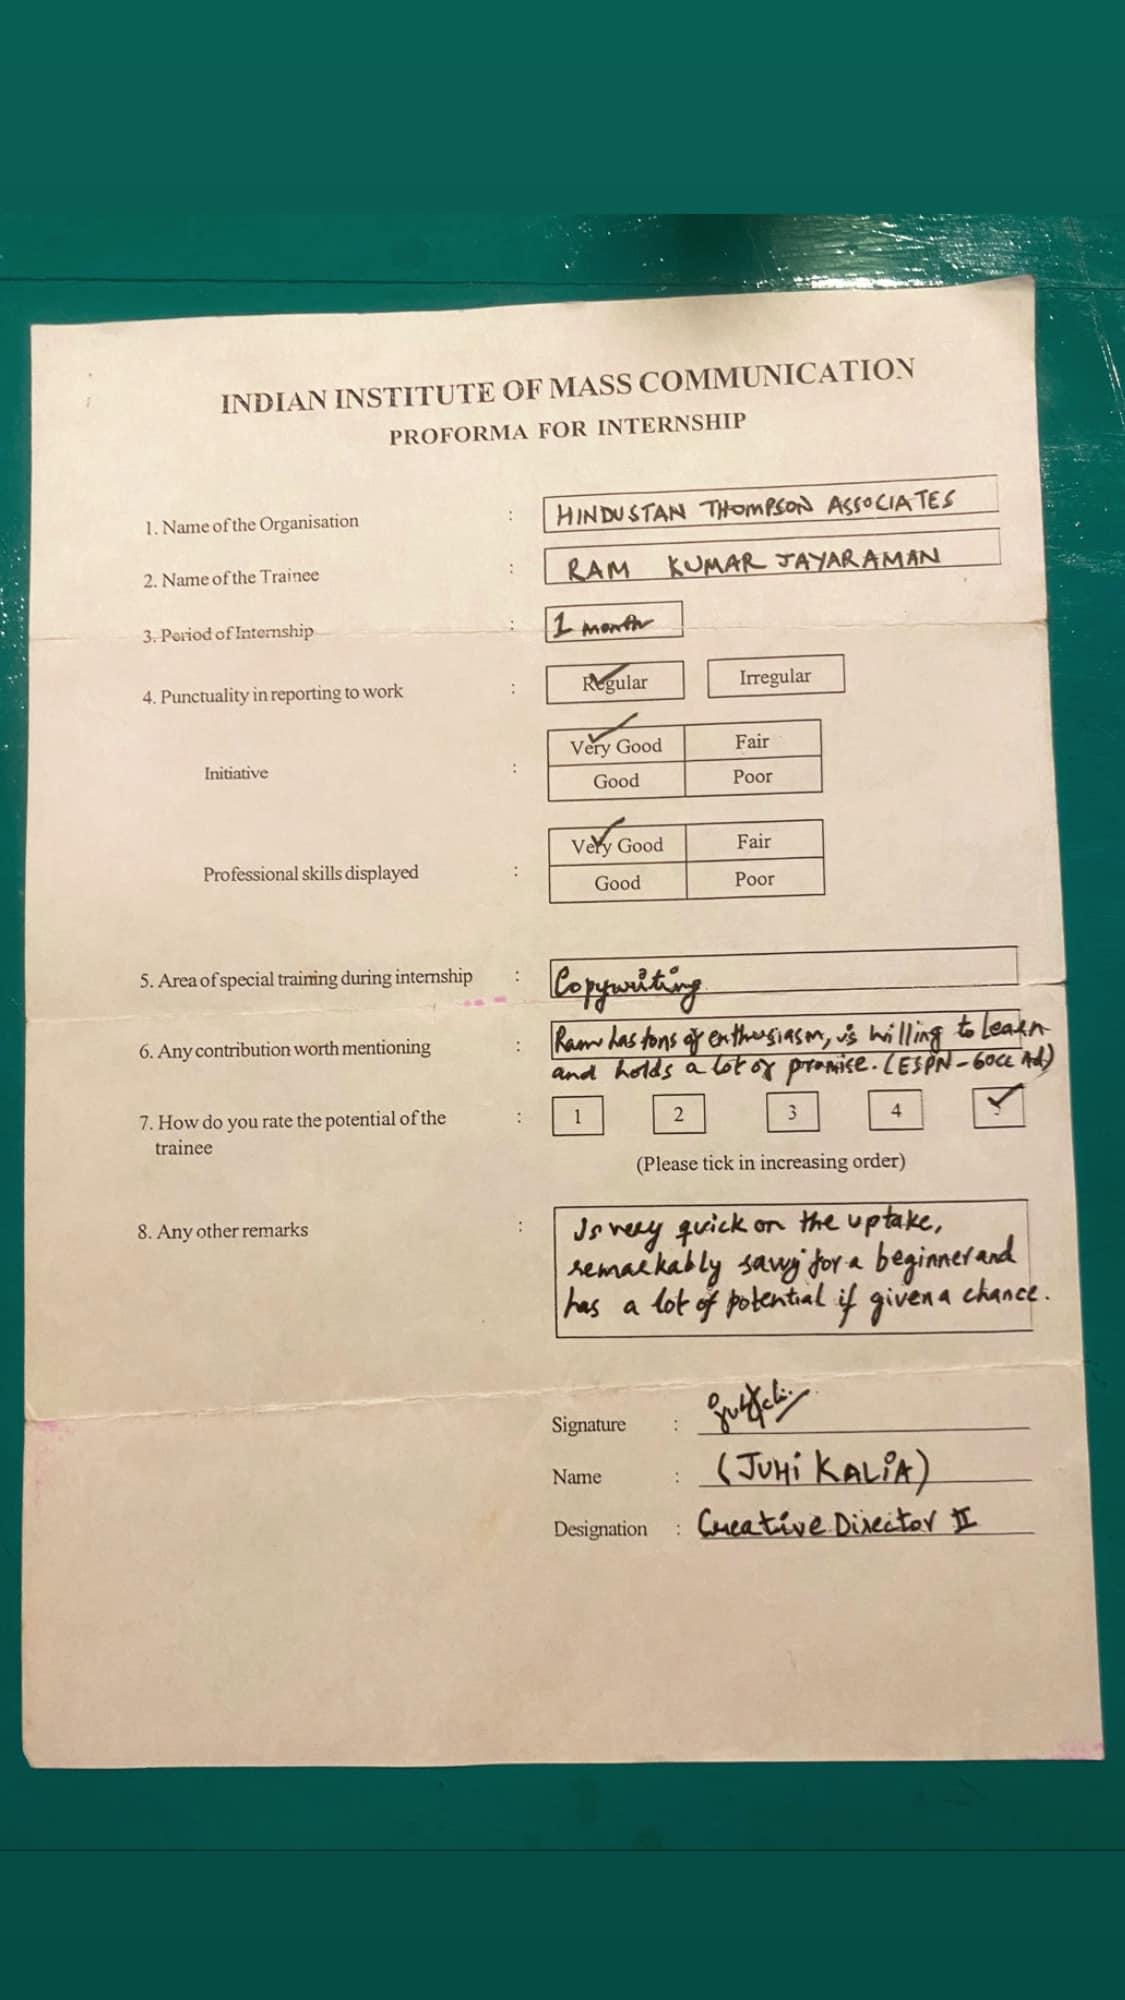 INDIAN INSTITUTE OF MASS COMMUNICATION
PROFORMA FOR INTERNSHIP
1. Name of the Organisation : HINDUSTAN THOMPSON ASSOCIATES
2. Name of the Trainee : RAM KUMAR JAYARAMAN
3. Period of Internship : 1 month
4. Punctuality in reporting to work : Regular Irregular
Very Good Fair
Initiative :
Good Poor
Very Good Fair
Professional skills displayed :
Good Poor
5. Area of special training during internship : Copywriting
6. Any contribution worth mentioning : Ram has tons of enthusiasm, is willing to learn
and holds a lot of promise. (ESPN - 60cc Ad)
7. How do you rate the potential of the : 1 2 3 4
trainee
(Please tick in increasing order)
8. Any other remarks : Is very quick on the uptake,
remarkably savvy for a beginner and
has a lot of potential if given a chance.
Signature :
Name : (JUHI KALIA)
Designation : Creative Director II